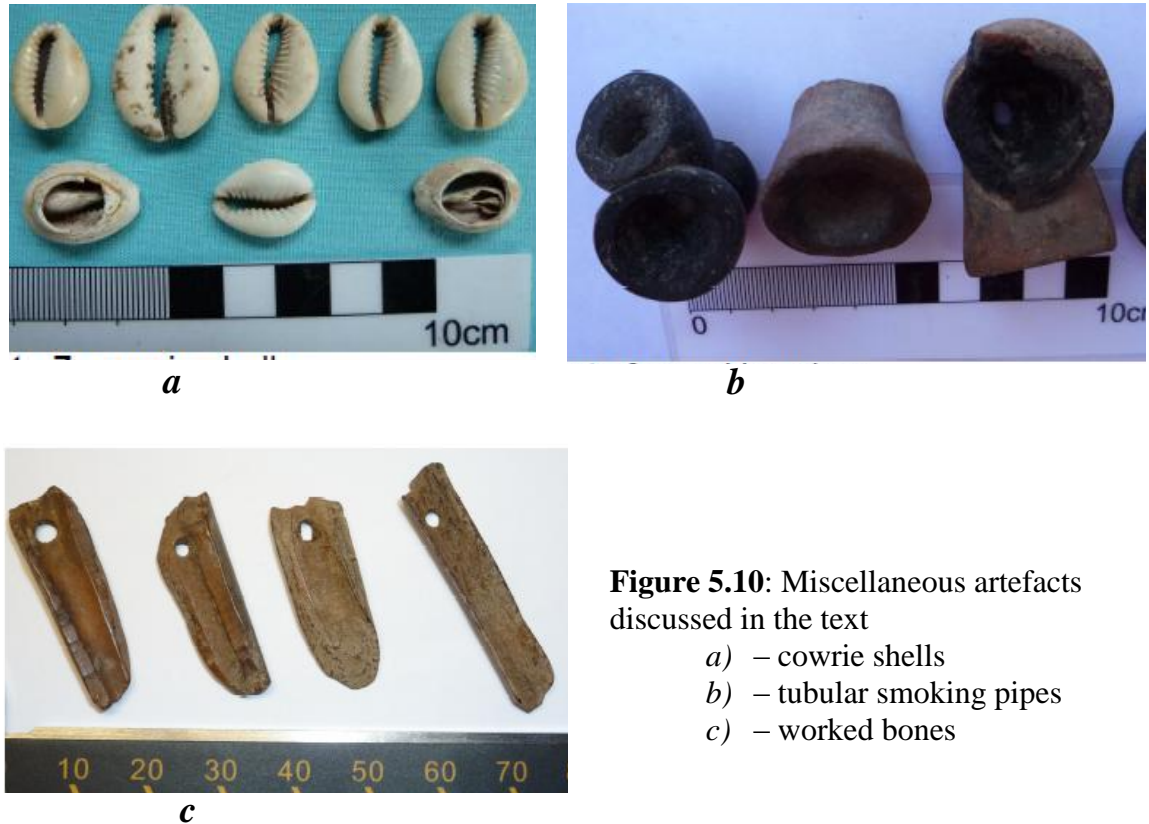 10cm
a
0
10c
b
10 20 30 40 50 60 70
c
Figure 5.10: Miscellaneous artefacts
discussed in the text
a) – cowrie shells
b) – tubular smoking pipes
c) – worked bones